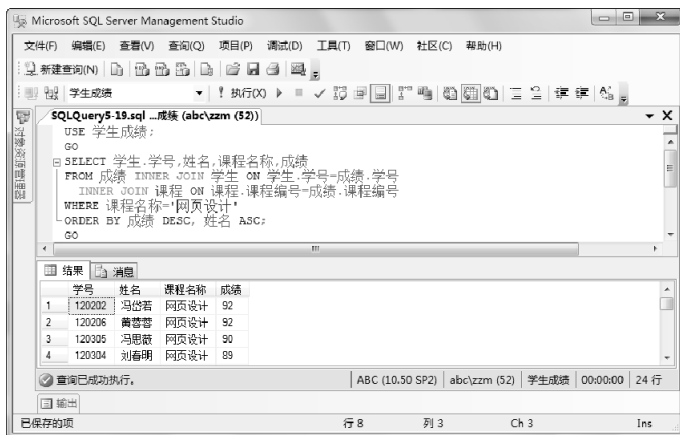 Microsoft SQL Server Management Studio
文件(F) 编辑(E) 查看(V) 查询(Q) 项目(P) 调试(D) 工具(T) 窗口(W) 社区(C) 帮助(H)
新建查询(N)
学生成绩 执行(X)
SQLQuery5-19.sql ...成绩 (abc\zzm (52))
对象资源管理器
USE 学生成绩;
GO
SELECT 学生.学号,姓名,课程名称,成绩
FROM 成绩 INNER JOIN 学生 ON 学生.学号=成绩.学号
INNER JOIN 课程 ON 课程.课程编号=成绩.课程编号
WHERE 课程名称='网页设计'
ORDER BY 成绩 DESC, 姓名 ASC;
GO
结果 消息
学号 姓名 课程名称 成绩
1 120202 冯岱若 网页设计 92
2 120206 黄蓉蓉 网页设计 92
3 120305 冯思薇 网页设计 90
4 120304 刘春明 网页设计 89
查询已成功执行。 ABC (10.50 SP2) abc\zzm (52) 学生成绩 00:00:00 24 行
输出
已保存的项 行 8 列 3 Ch 3 Ins